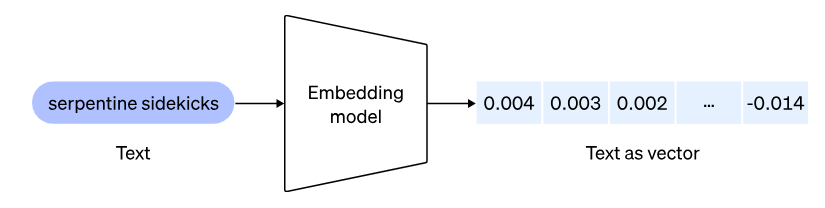 serpentine sidekicks
Embedding
model
0.004 0.003 0.002 ... -0.014
Text
Text as vector